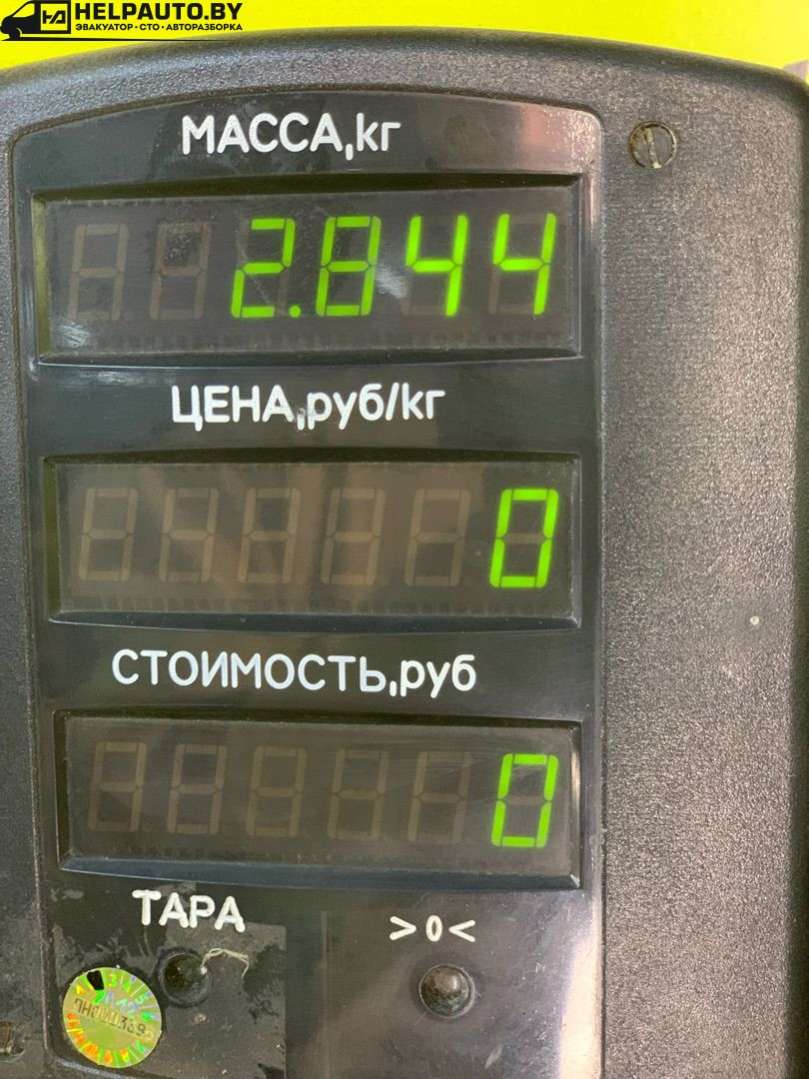 HELPAUTO.BY
ЭВАКУАТОР • СТО • АВТОРАЗБОРКА
МАССА,кг
2.844
ЦЕНА,руб/кг
0
СТОИМОСТЬ,руб
0
ТАРА
>0<